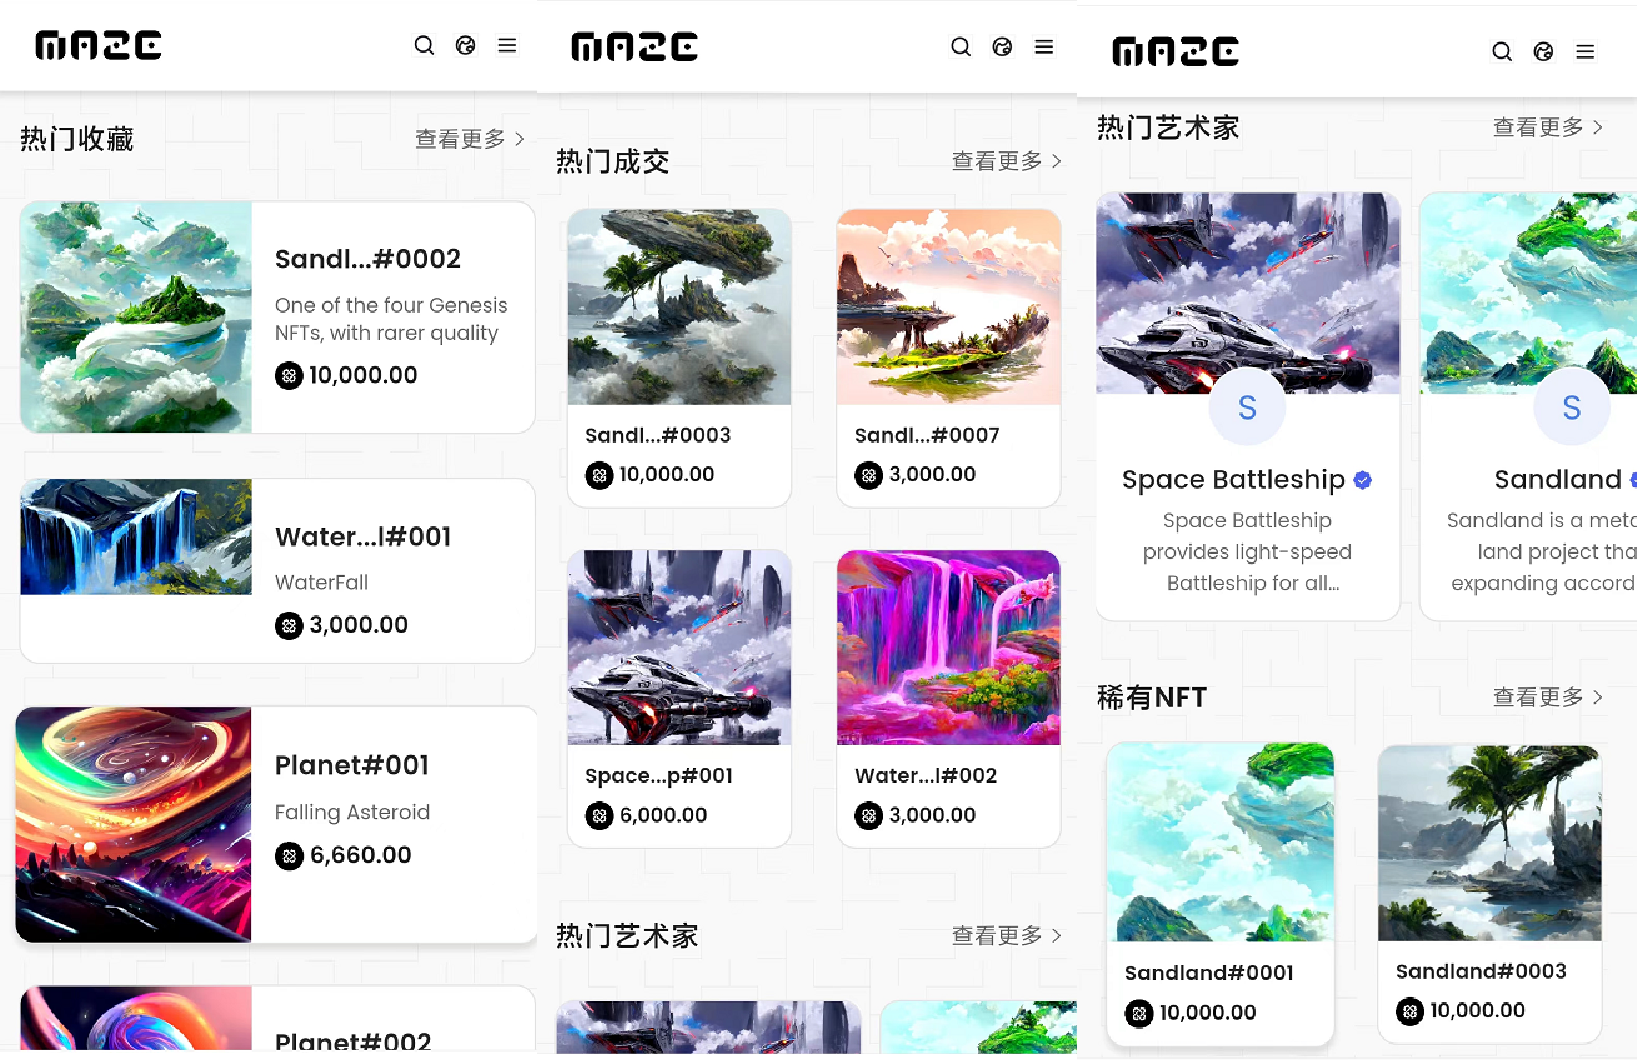 MAZE
热门收藏
查看更多
Sandl...#0002
One of the four Genesis
NFTs, with rarer quality
10,000.00
Water...l#001
WaterFall
3,000.00
Planet#001
Falling Asteroid
6,660.00
Planet#002
MAZE
热门成交
查看更多
Sandl...#0003
10,000.00
Sandl...#0007
3,000.00
Space...p#001
6,000.00
Water...l#002
3,000.00
热门艺术家
查看更多
MAZE
热门艺术家
查看更多
S
Space Battleship
Space Battleship
provides light-speed
Battleship for all...
S
Sandland
Sandland is a meta
land project tha
expanding accord
稀有NFT
查看更多
Sandland#0001
10,000.00
Sandland#0003
10,000.00